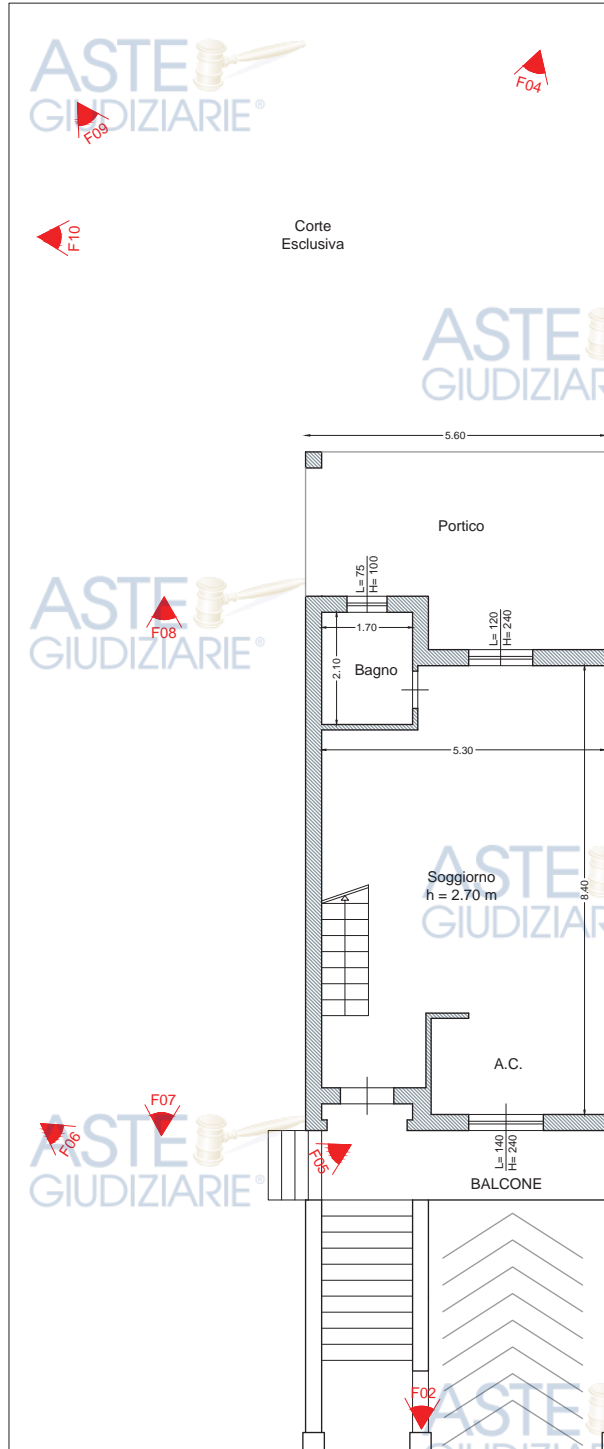 ASTE
GIUDIZIARIE®
F04
F09
F10
Corte
Esclusiva
ASTE
GIUDIZIARIE
5.60
Portico
L= 75
H= 100
L= 120
H= 240
ASTE
GIUDIZIARIE®
F08
1.70
2.10
Bagno
5.30
ASTE
GIUDIZIARIE
Soggiorno
h = 2.70 m
8.40
A.C.
ASTE
GIUDIZIARIE®
F07
F06
F05
L= 140
H= 240
BALCONE
F02
ASTE